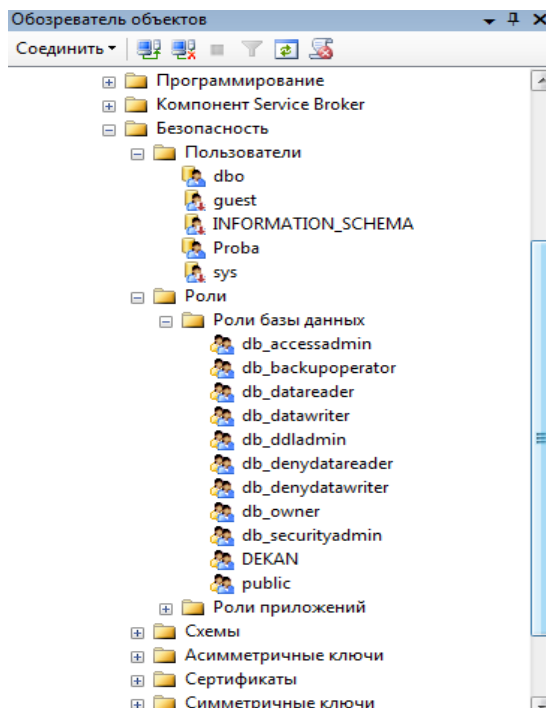 Обозреватель объектов
Соединить
Программирование
Компонент Service Broker
Безопасность
Пользователи
dbo
guest
INFORMATION_SCHEMA
Proba
sys
Роли
Роли базы данных
db_accessadmin
db_backupoperator
db_datareader
db_datawriter
db_ddladmin
db_denydatareader
db_denydatawriter
db_owner
db_securityadmin
DEKAN
public
Роли приложений
Схемы
Асимметричные ключи
Сертификаты
Симметричные ключи